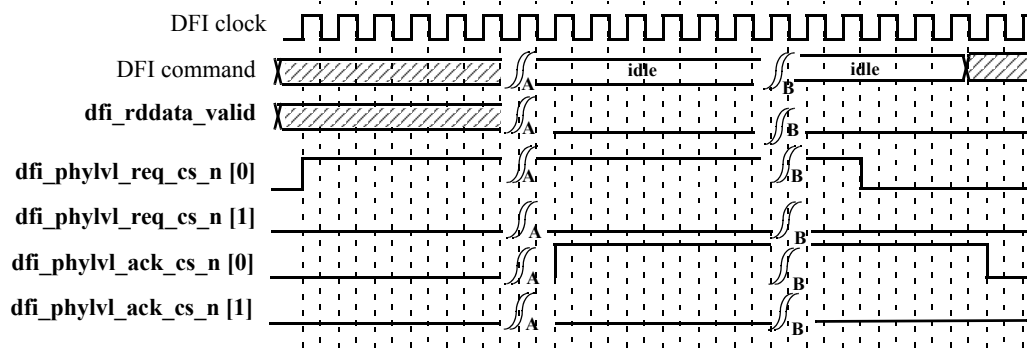 DFI clock
DFI command A idle B idle
dfi_rddata_valid A B
dfi_phylvl_req_cs_n [0] A B
dfi_phylvl_req_cs_n [1] A B
dfi_phylvl_ack_cs_n [0] A B
dfi_phylvl_ack_cs_n [1] A B